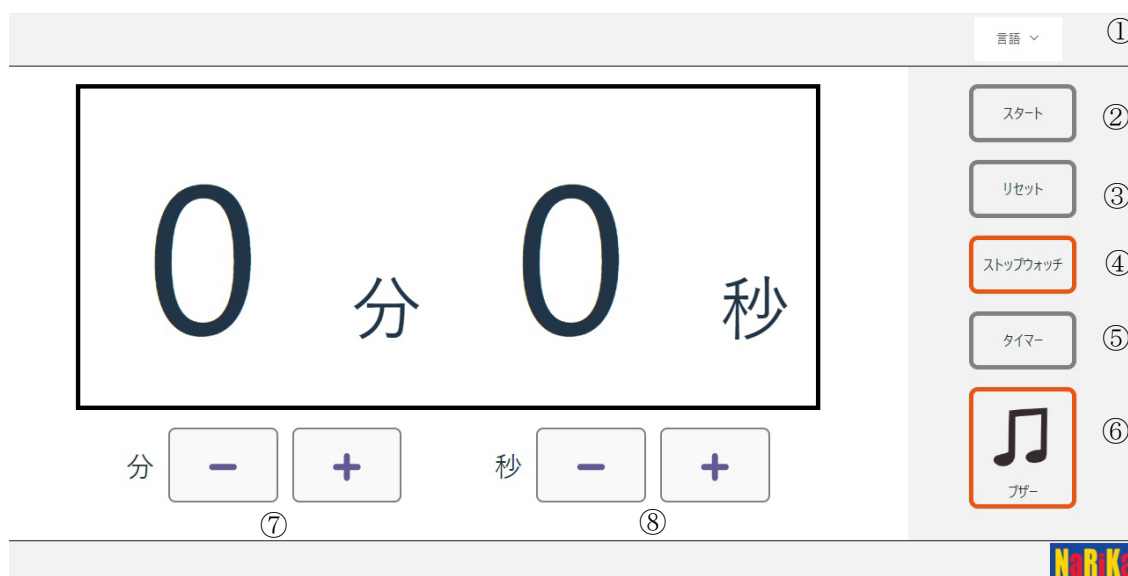 言語 ①
スタート ②
リセット ③
0 分 0 秒
ストップウォッチ ④
タイマー ⑤
ブザー ⑥
分 − + 秒 − +
⑦ ⑧
NaRiKa